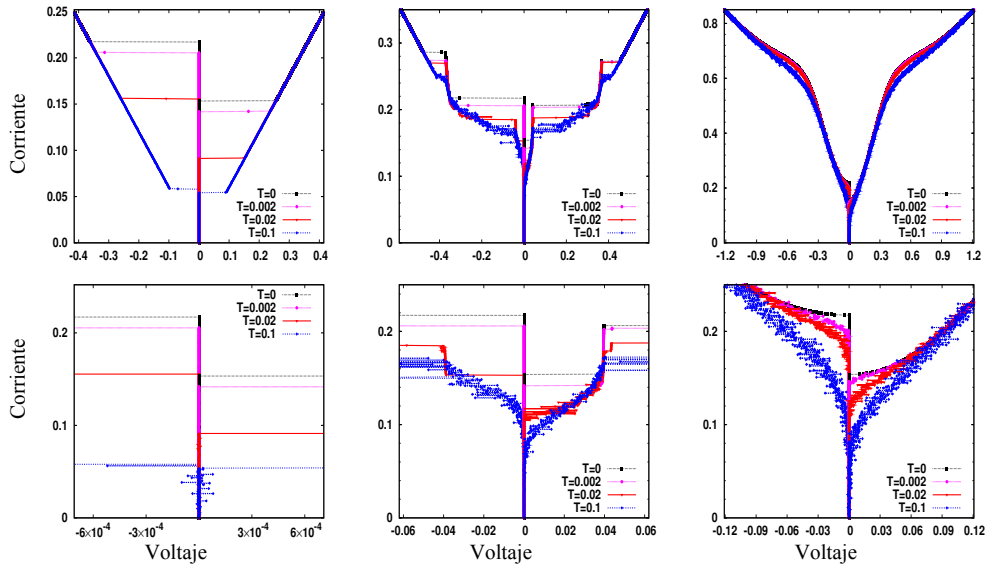 Corriente
0.25
0.20
0.15
0.10
0.05
0.0
T=0
T=0.002
T=0.02
T=0.1
-0.4 -0.3 -0.2 -0.1 0 0.1 0.2 0.3 0.4
0.3
0.2
0.1
0
T=0
T=0.002
T=0.02
T=0.1
-0.4 -0.2 0 0.2 0.4
0.8
0.6
0.4
0.2
0
T=0
T=0.002
T=0.02
T=0.1
-1.2 -0.9 -0.6 -0.3 0 0.3 0.6 0.9 1.2
Corriente
0.2
0.1
0
T=0
T=0.002
T=0.02
T=0.1
-6×10⁻⁴ -3×10⁻⁴ 3×10⁻⁴ 6×10⁻⁴
Voltaje
0.2
0.1
0
T=0
T=0.002
T=0.02
T=0.1
-0.06 -0.04 -0.02 0 0.02 0.04 0.06
Voltaje
0.2
0.1
0
T=0
T=0.002
T=0.02
T=0.1
-0.12 -0.09 -0.06 -0.03 0 0.03 0.06 0.09 0.12
Voltaje